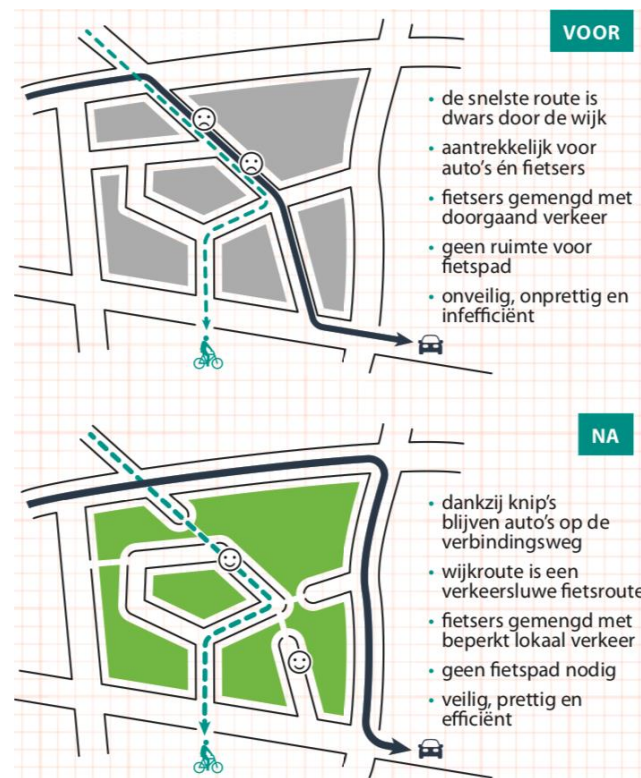 VOOR
• de snelste route is
dwars door de wijk
• aantrekkelijk voor
auto's én fietsers
• fietsers gemengd met
doorgaand verkeer
• geen ruimte voor
fietspad
• onveilig, onprettig en
infefficiënt
NA
• dankzij knip's
blijven auto's op de
verbindingsweg
• wijkroute is een
verkeersluwe fietsroute
• fietsers gemengd met
beperkt lokaal verkeer
• geen fietspad nodig
• veilig, prettig en
efficiënt